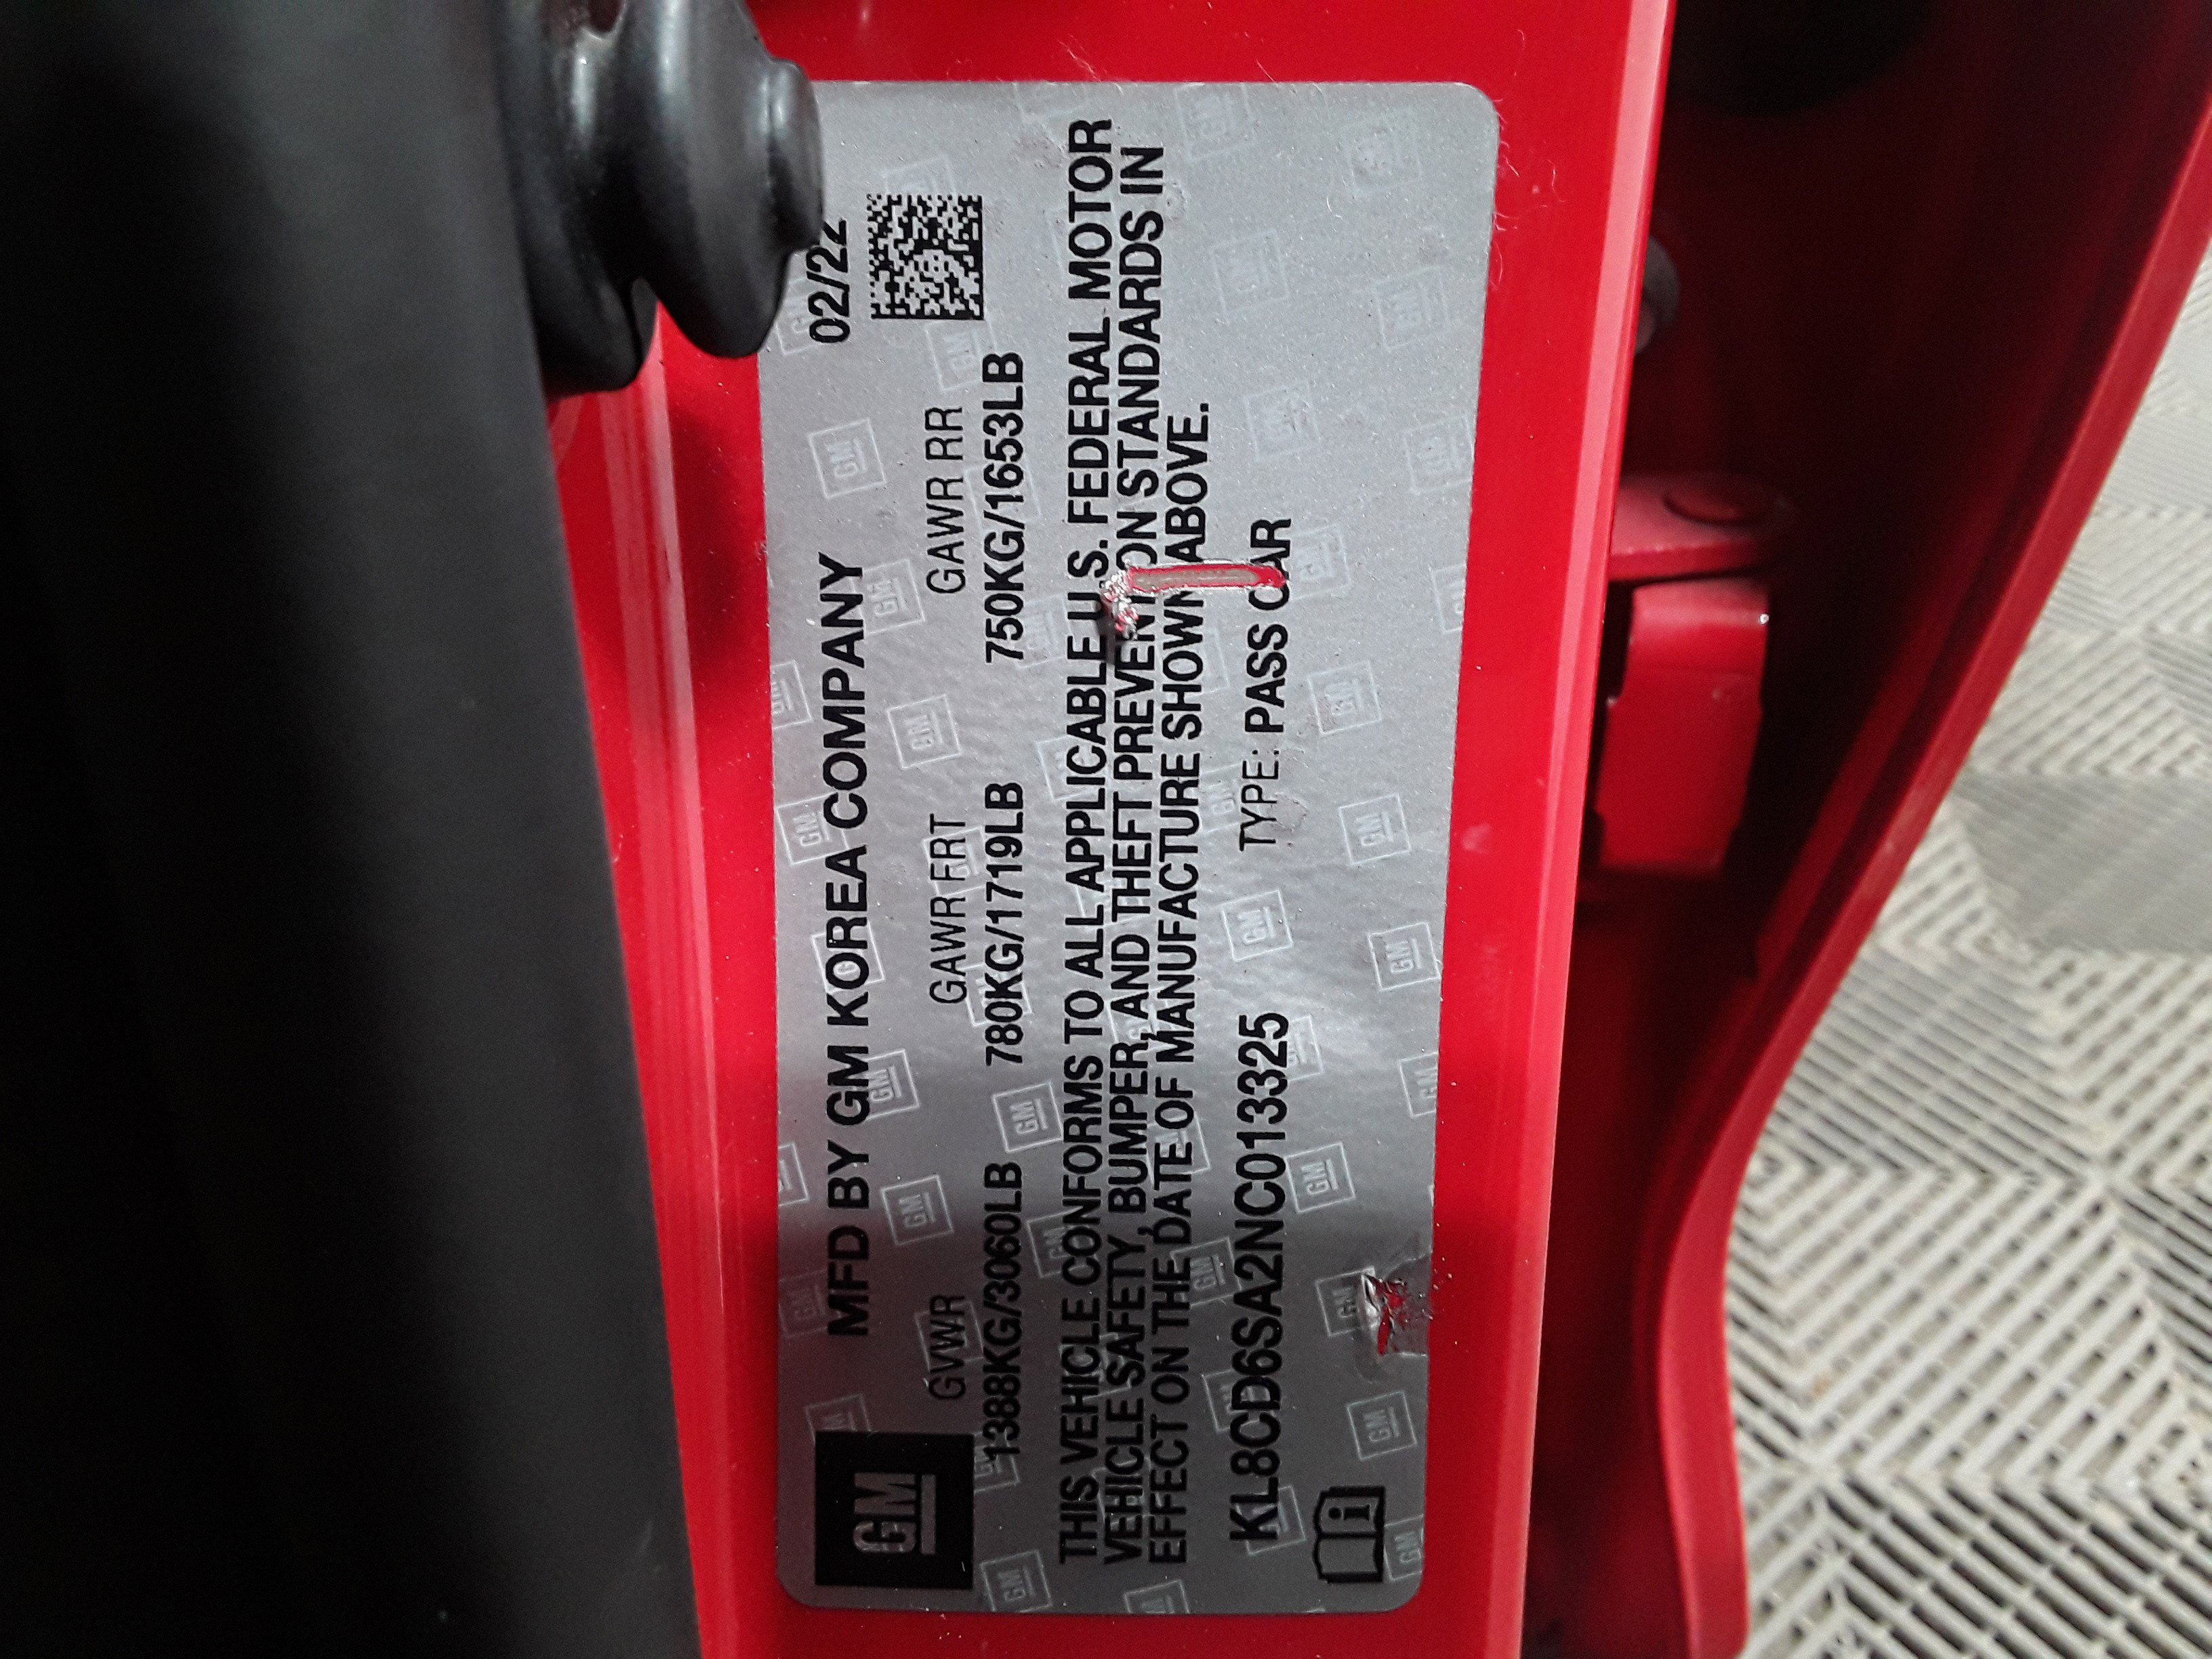 GM
MFD BY GM KOREA COMPANY
02/22
GVWR
GAWR FRT
GAWR RR
1388KG/3060LB
780KG/1719LB
750KG/1653LB
THIS VEHICLE CONFORMS TO ALL APPLICABLE U.S. FEDERAL MOTOR
VEHICLE SAFETY, BUMPER, AND THEFT PREVENTION STANDARDS IN
EFFECT ON THE DATE OF MANUFACTURE SHOWN ABOVE.
KL8CD6SA2NC013325
TYPE: PASS CAR